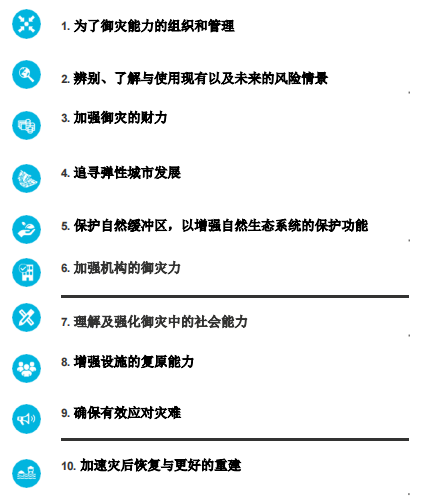 1. 为了御灾能力的组织和管理
2. 辨别、了解与使用现有以及未来的风险情景
3. 加强御灾的财力
4. 追寻弹性城市发展
5. 保护自然缓冲区，以增强自然生态系统的保护功能
6. 加强机构的御灾力
7. 理解及强化御灾中的社会能力
8. 增强设施的复原能力
9. 确保有效应对灾难
10. 加速灾后恢复与更好的重建